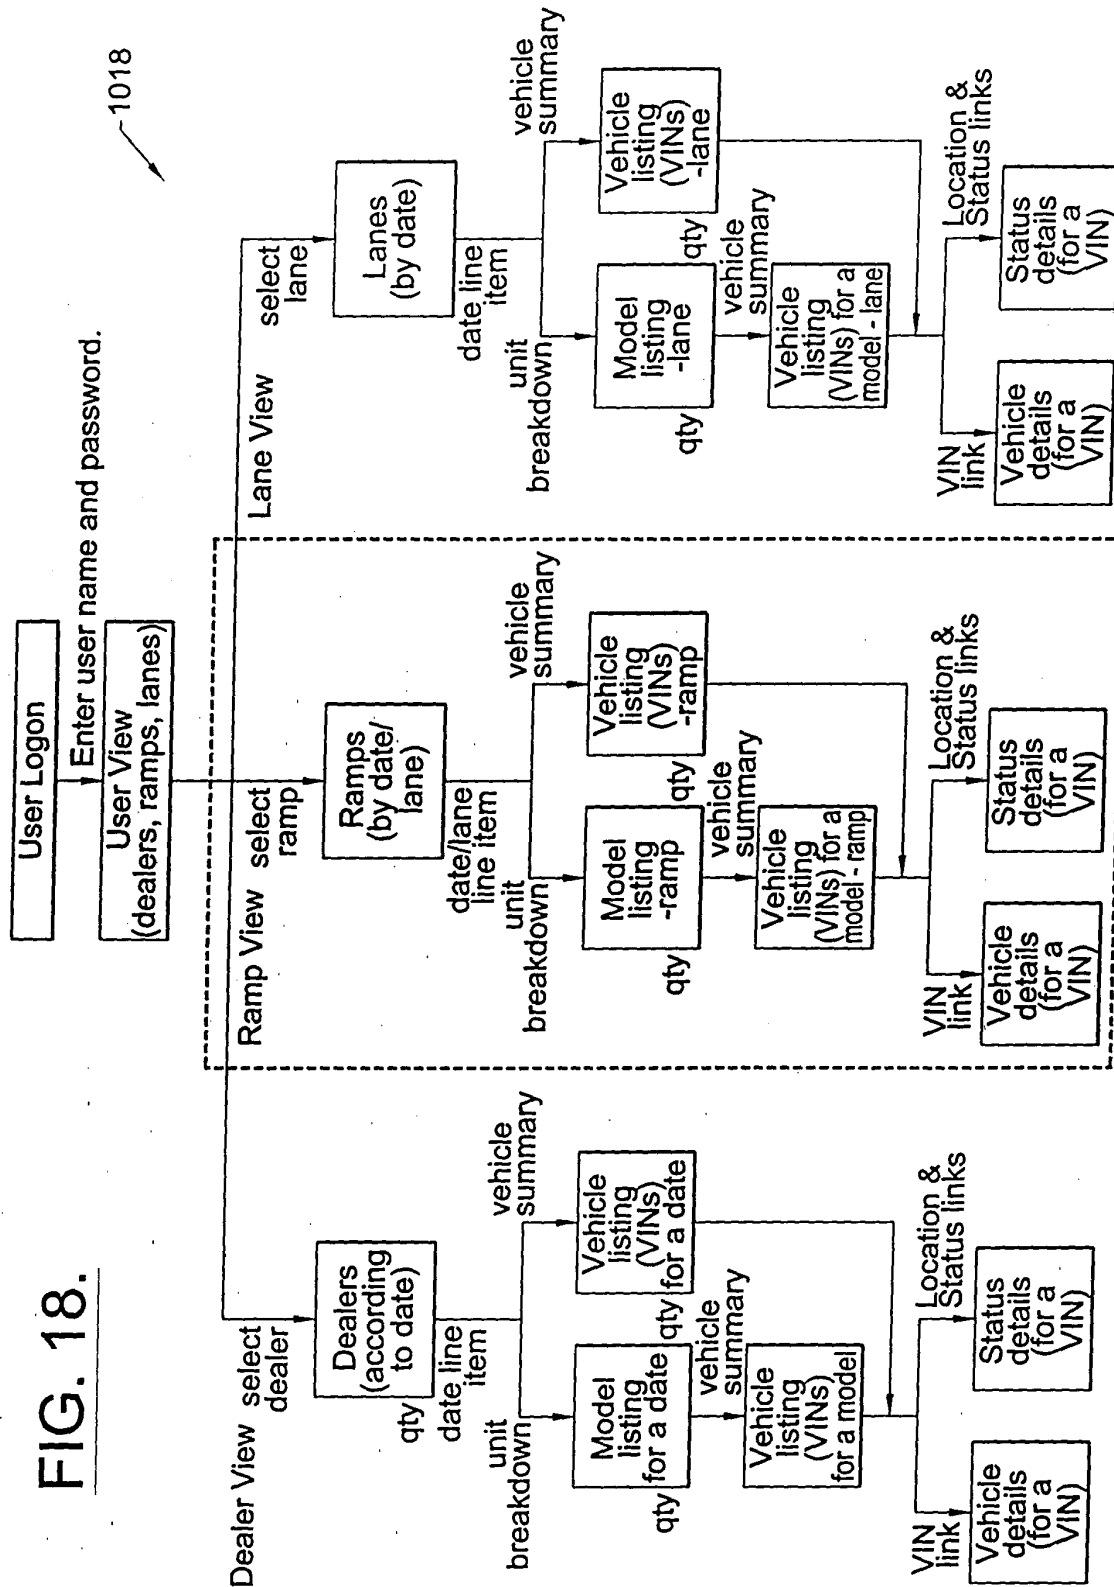 FIG. 18.
1018
User Logon
Enter user name and password.
User View
(dealers, ramps, lanes)
Dealer View
select
dealer
Dealers
(according
to date)
qty
date line
item
unit
breakdown
vehicle
summary
Model
listing
for a date
qty
Vehicle
listing
(VINs)
for a date
qty
vehicle
summary
Vehicle
listing
(VINs)
for a model
VIN
link
Location &
Status links
Vehicle
details
(for a
VIN)
Status
details
(for a
VIN)
Ramp View
select
ramp
Ramps
(by date/
lane)
date/lane
line item
unit
breakdown
vehicle
summary
Model
listing
-ramp
qty
Vehicle
listing
(VINs)
-ramp
qty
vehicle
summary
Vehicle
listing
(VINs) for a
model - ramp
VIN
link
Location &
Status links
Vehicle
details
(for a
VIN)
Status
details
(for a
VIN)
Lane View
select
lane
Lanes
(by date)
date line
item
unit
breakdown
vehicle
summary
Model
listing
-lane
qty
Vehicle
listing
(VINs)
-lane
qty
vehicle
summary
Vehicle
listing
(VINs) for a
model - lane
VIN
link
Location &
Status links
Vehicle
details
(for a
VIN)
Status
details
(for a
VIN)